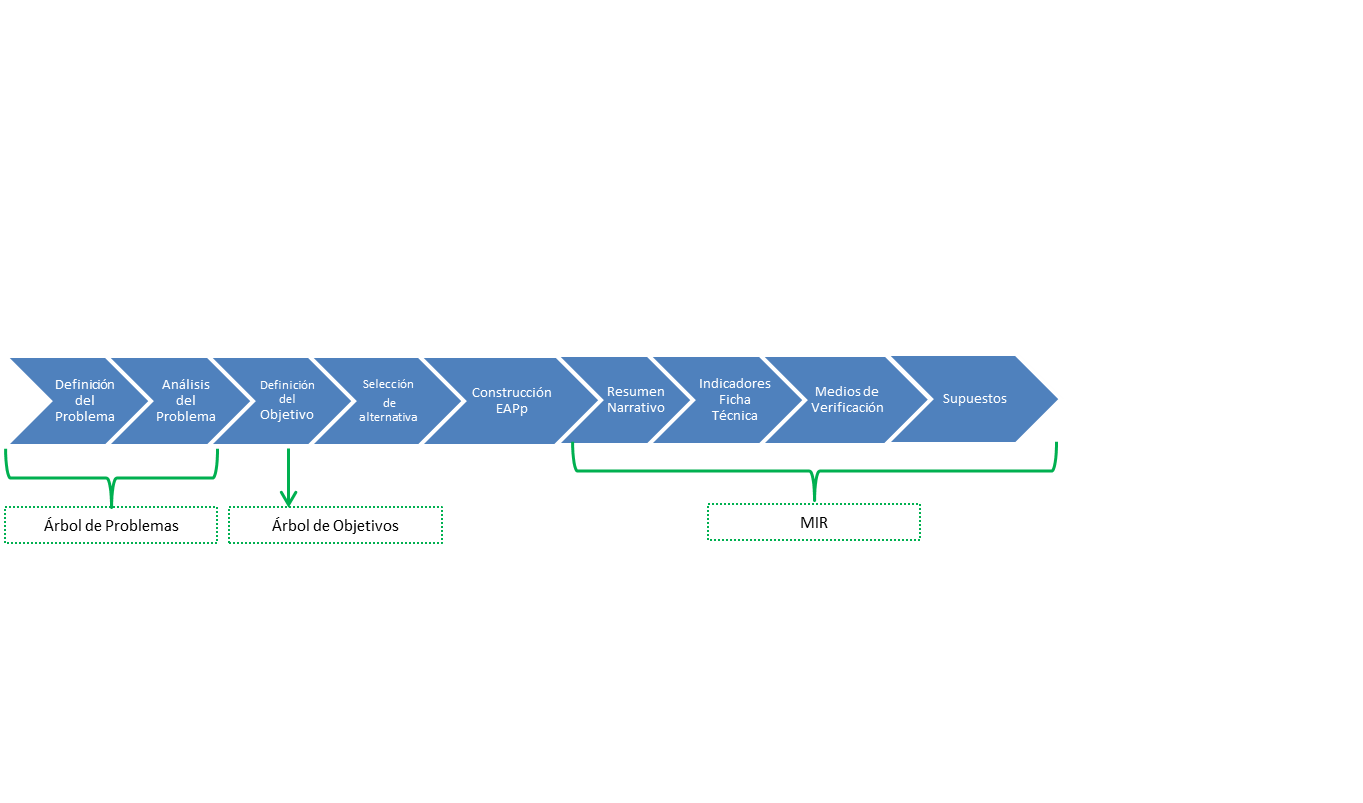 Definición
del
Problema
Análisis
del
Problema
Definición
del
Objetivo
Selección
de
alternativa
Construcción
EAPp
Resumen
Narrativo
Indicadores
Ficha
Técnica
Medios de
Verificación
Supuestos
Árbol de Problemas
Árbol de Objetivos
MIR